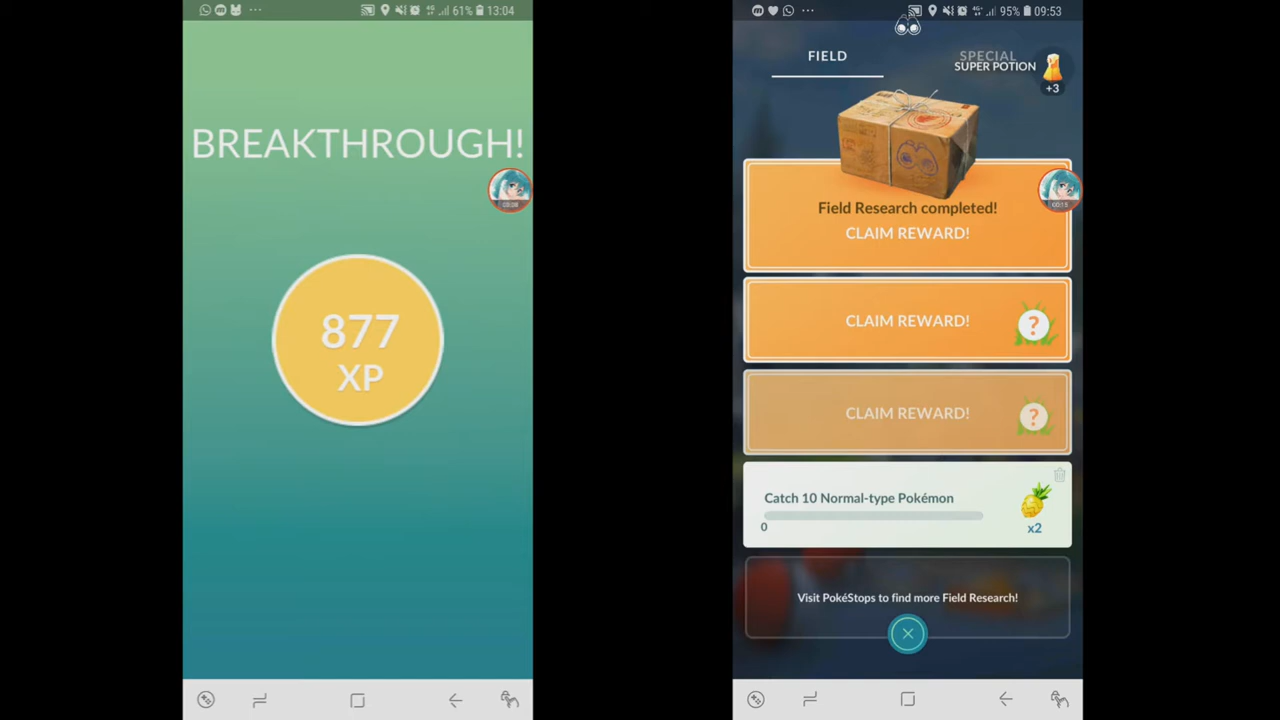 61% 13:04
BREAKTHROUGH!
877
XP
95% 09:53
FIELD
SPECIAL
SUPER POTION
+3
Field Research completed!
CLAIM REWARD!
CLAIM REWARD!
?
CLAIM REWARD!
?
Catch 10 Normal-type Pokémon
0
x2
Visit PokéStops to find more Field Research!